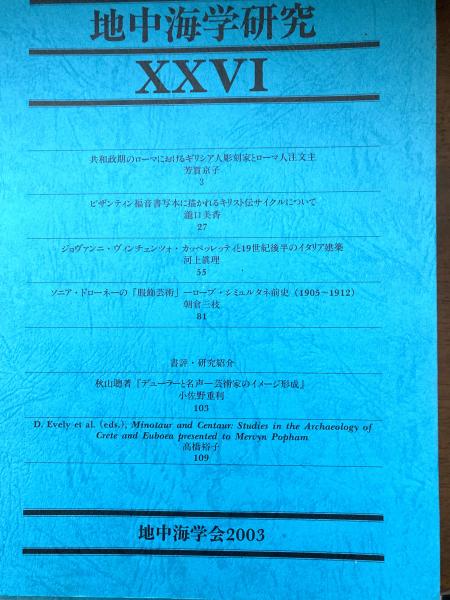 地中海学研究
XXVI
共和政期のローマにおけるギリシア人彫刻家とローマ人注文主
芳賀京子
3
ビザンティン福音書写本に描かれるキリスト伝サイクルについて
瀧口美香
27
ジョヴァンニ・ヴィンチェンツォ・カッペッレッティと19世紀後半のイタリア建築
河上眞理
55
ソニア・ドローネーの「服飾芸術」―ローブ・シミュルタネ前史（1905～1912）
朝倉三枝
81
書評・研究紹介
秋山聰著『デューラーと名声―芸術家のイメージ形成』
小佐野重利
103
D. Evely et al. (eds.), Minotaur and Centaur: Studies in the Archaeology of
Crete and Euboea presented to Mervyn Popham
高橋裕子
109
地中海学会2003